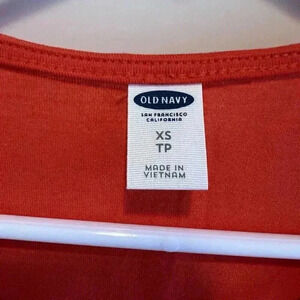 OLD NAVY
SAN FRANCISCO
CALIFORNIA
XS
TP
MADE IN
VIETNAM